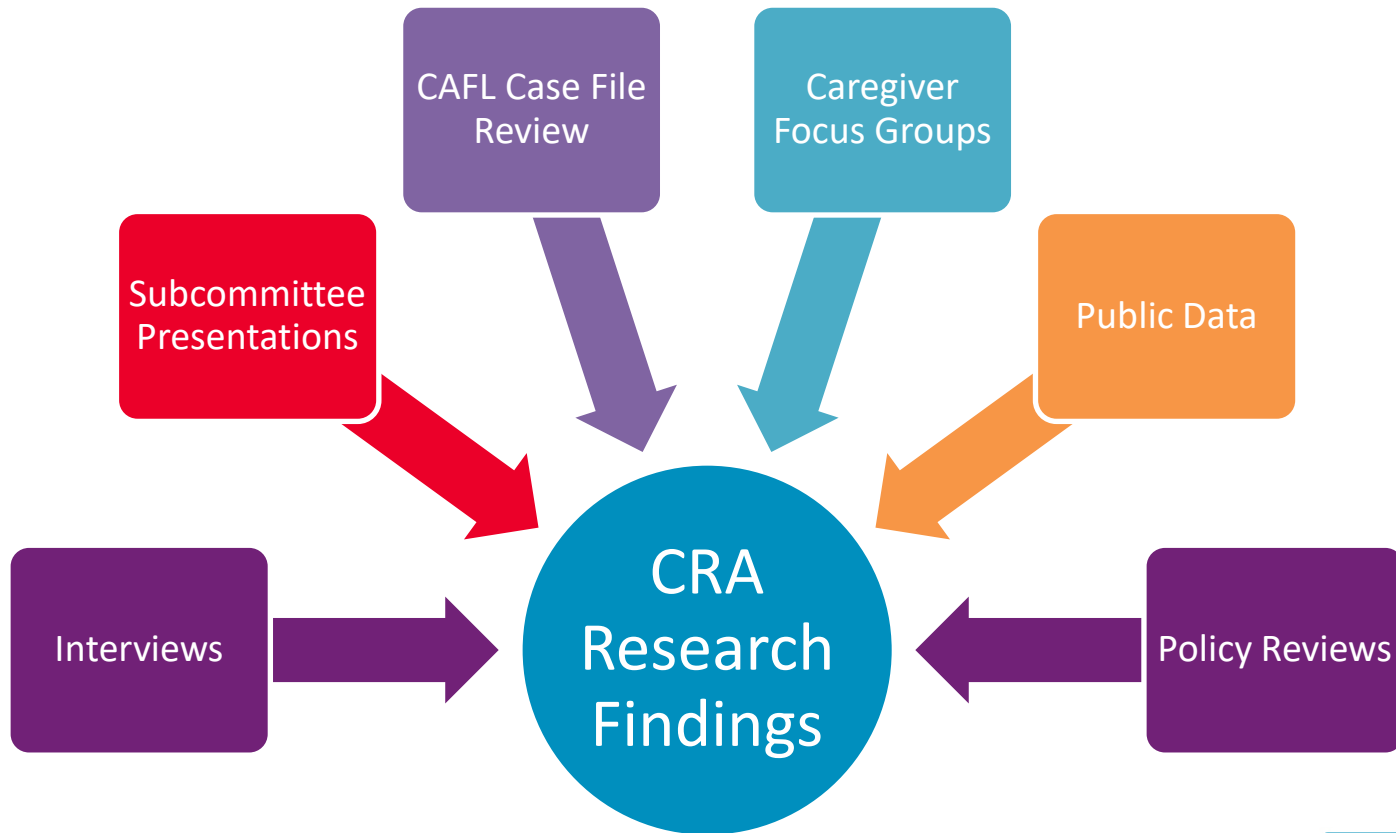 CAFL Case File
Review
Caregiver
Focus Groups
Subcommittee
Presentations
Public Data
Interviews
CRA
Research
Findings
Policy Reviews